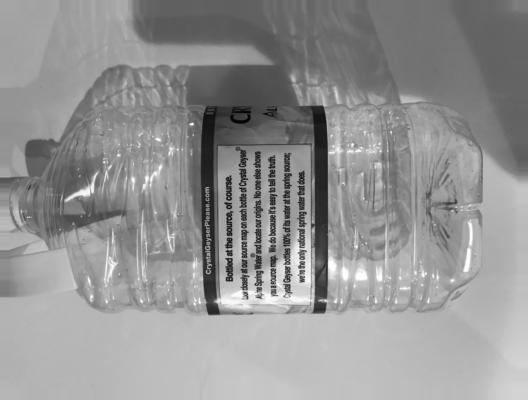 CrystalGeyserPlease.com
Bottled at the source, of course.
Look closely at our source map on each bottle of Crystal Geyser®
Alpine Spring Water and locate our origins. No one else shows
you a source map. We do because it's easy to tell the truth.
Crystal Geyser bottles 100% of its water at the spring source;
we're the only national spring water that does.
CR
AL